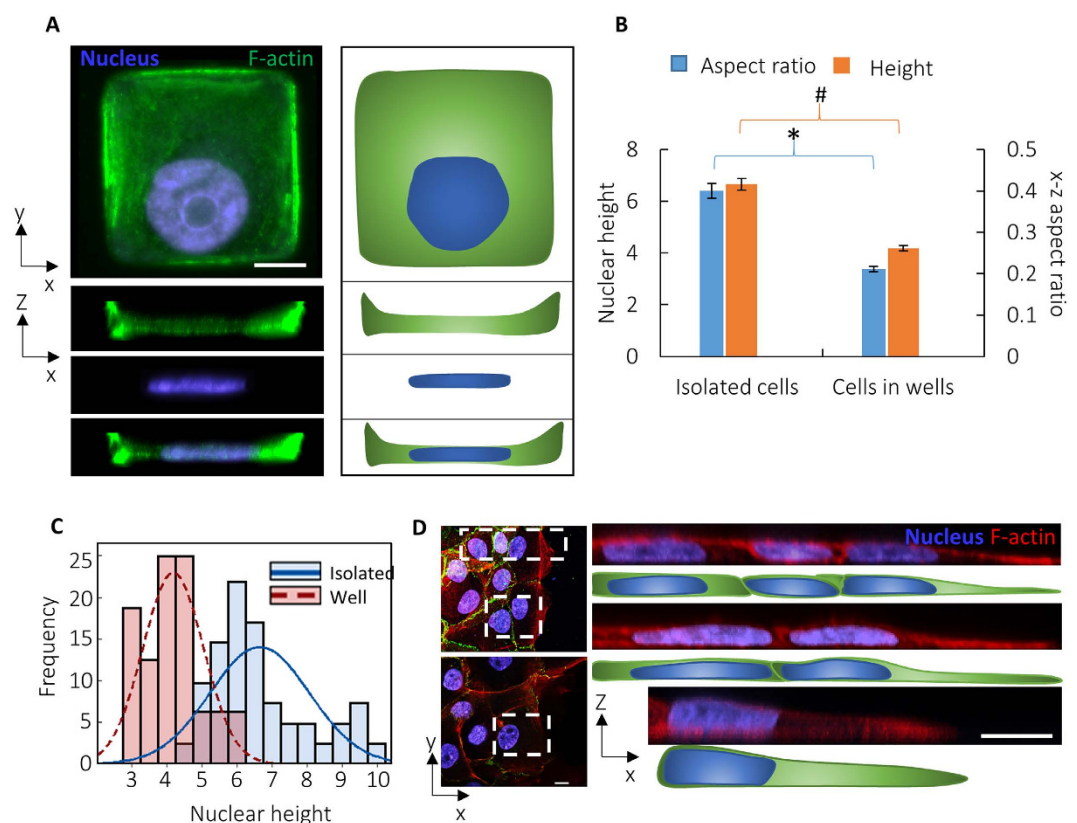 A
Nucleus F-actin
y
x
Z
x
B
Aspect ratio Height
#
*
8 0.5
6 0.4
4 0.3
2 0.2
0 0.1
0
Nuclear height
x-z aspect ratio
Isolated cells Cells in wells
C
25
20
15
10
5
0
Frequency
Isolated
Well
3 4 5 6 7 8 9 10
Nuclear height
D
Nucleus F-actin
y
x
Z
x